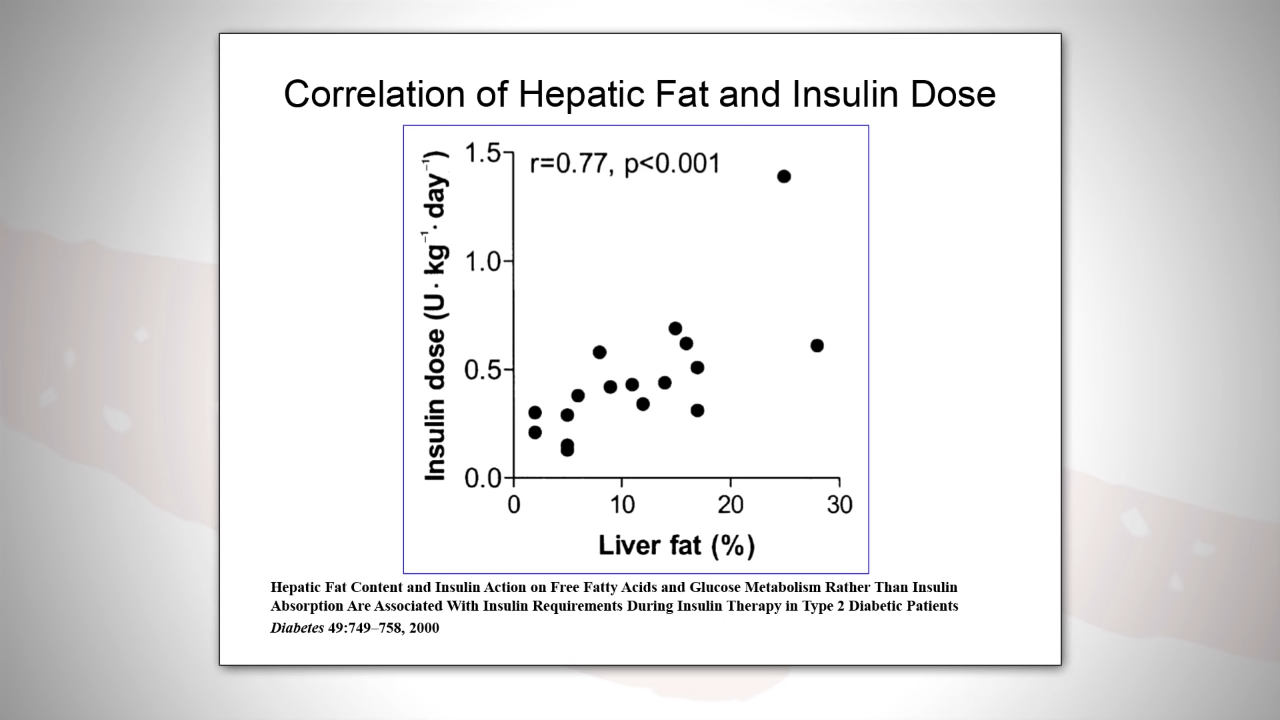 Correlation of Hepatic Fat and Insulin Dose
r=0.77, p<0.001
Insulin dose (U · kg⁻¹ · day⁻¹)
1.5
1.0
0.5
0.0
0 10 20 30
Liver fat (%)
Hepatic Fat Content and Insulin Action on Free Fatty Acids and Glucose Metabolism Rather Than Insulin
Absorption Are Associated With Insulin Requirements During Insulin Therapy in Type 2 Diabetic Patients
Diabetes 49:749–758, 2000